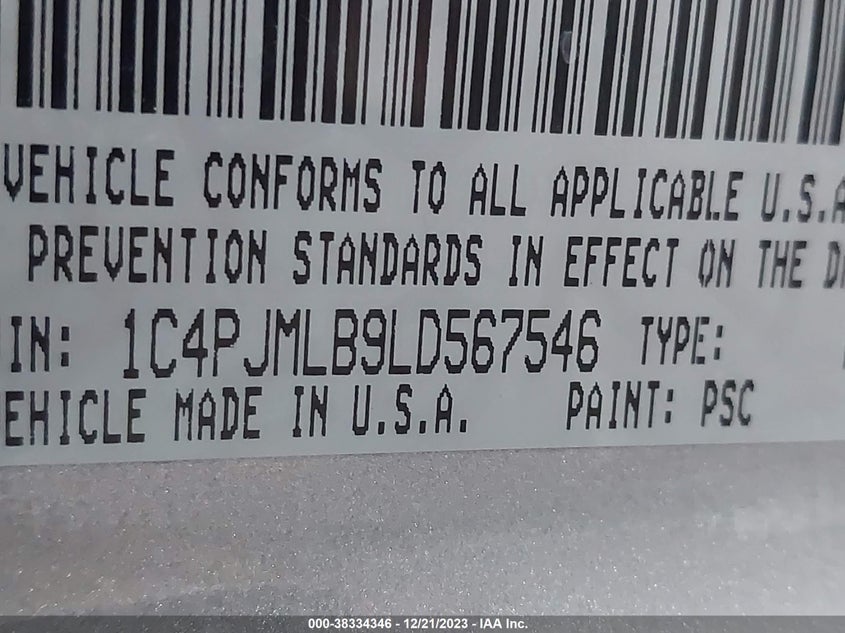 VEHICLE CONFORMS TO ALL APPLICABLE U.S.A
PREVENTION STANDARDS IN EFFECT ON THE D
IN: 1C4PJMLB9LD567546 TYPE:
EHICLE MADE IN U.S.A. PAINT: PSC
000-38334346 - 12/21/2023 - IAA Inc.